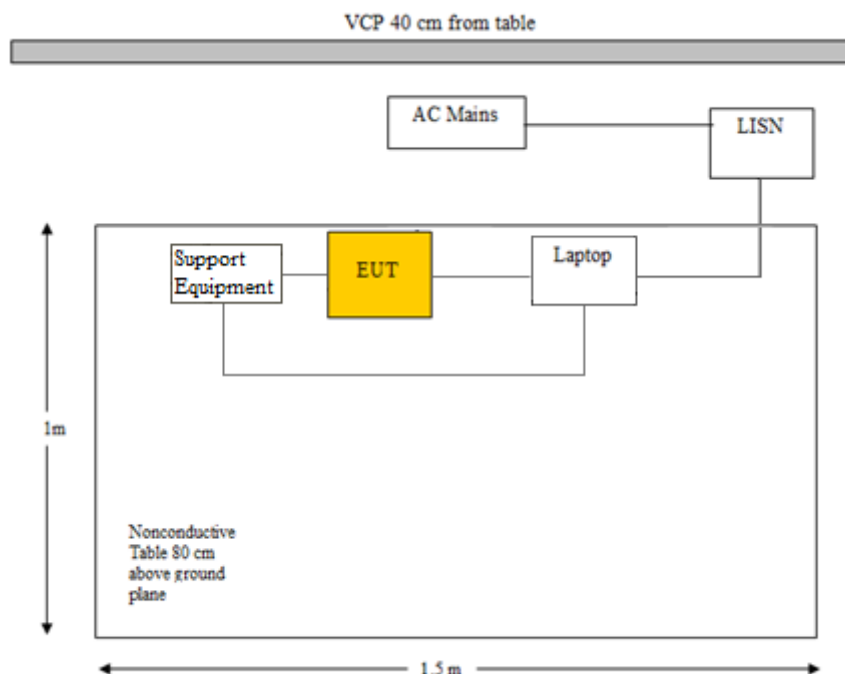 VCP 40 cm from table
AC Mains
LISN
Support
Equipment
EUT
Laptop
1m
Nonconductive
Table 80 cm
above ground
plane
1.5 m